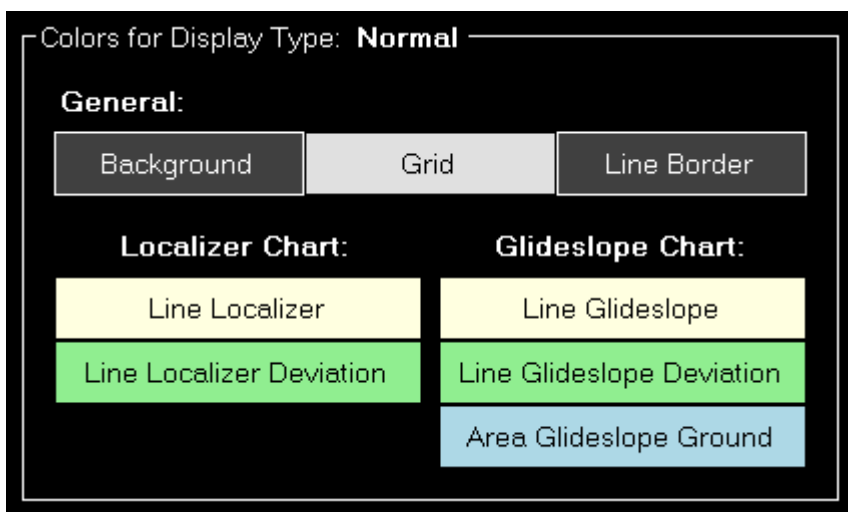 Colors for Display Type: Normal
General:
Background Grid Line Border
Localizer Chart: Glideslope Chart:
Line Localizer Line Glideslope
Line Localizer Deviation Line Glideslope Deviation
Area Glideslope Ground